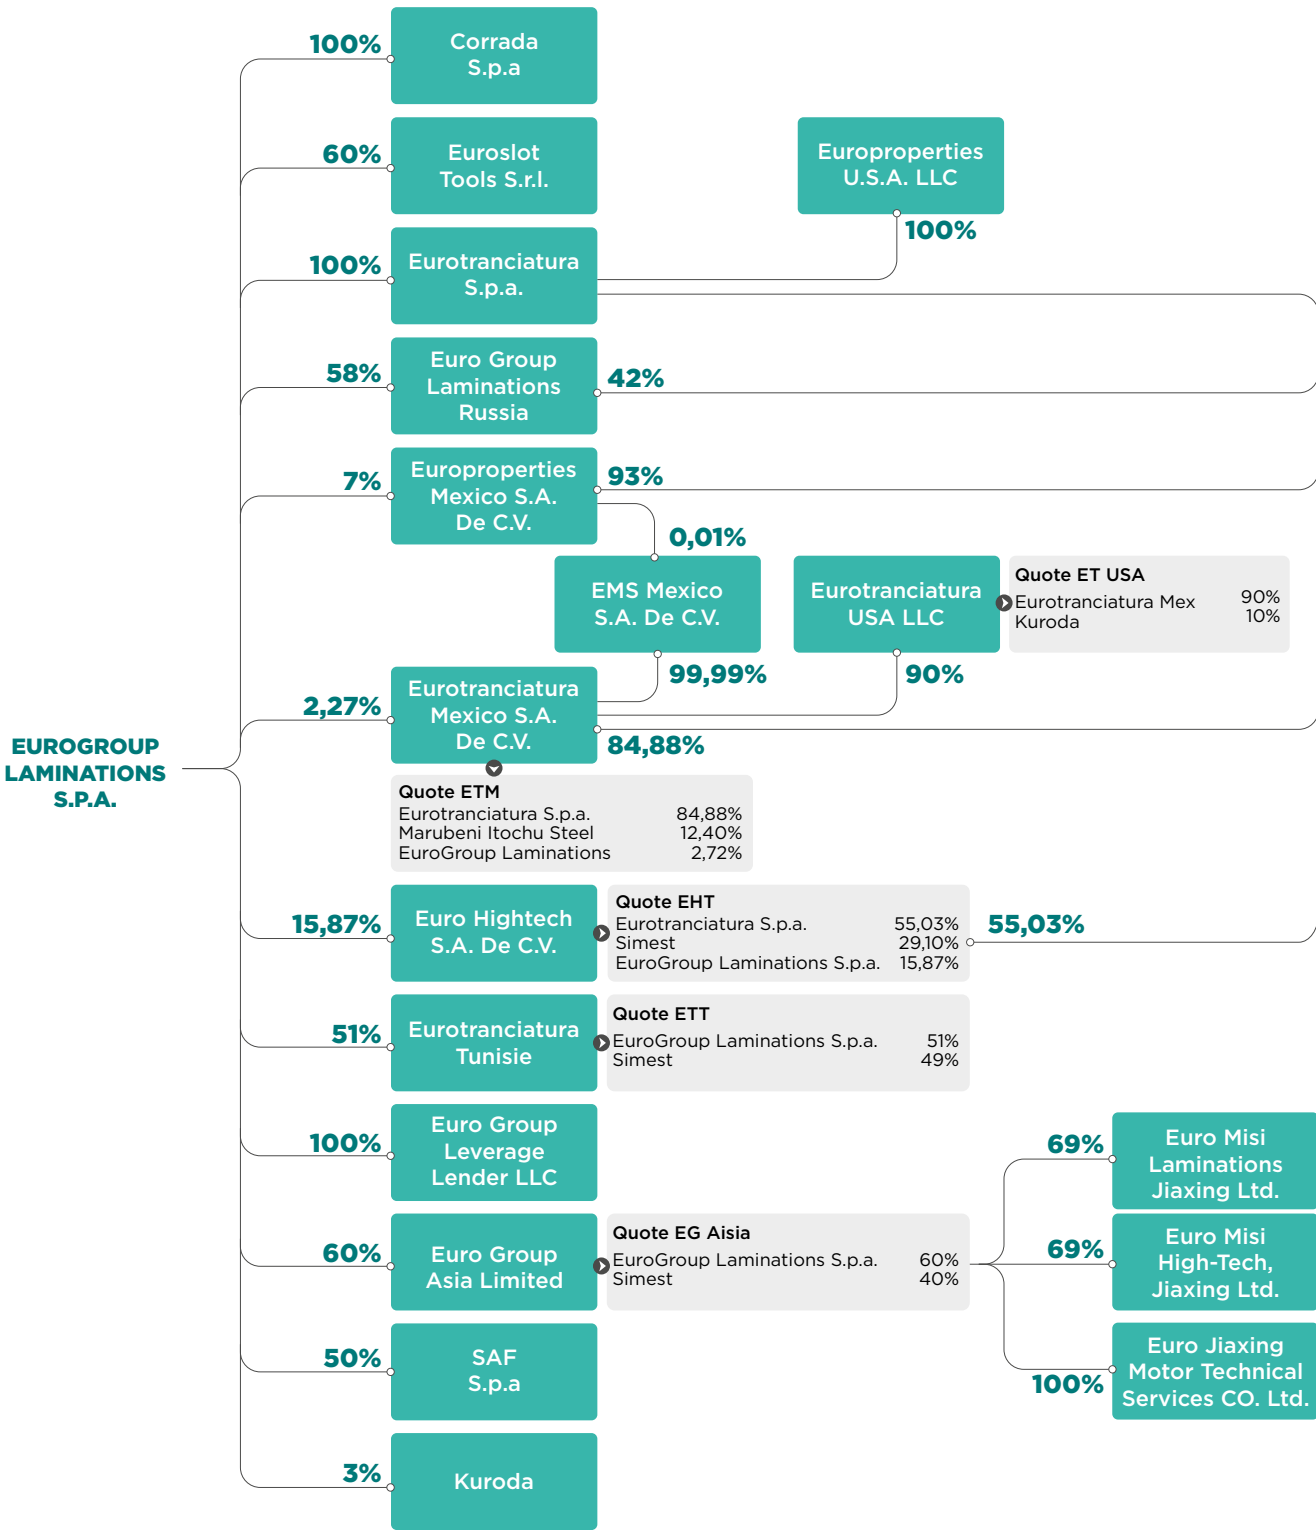 100%
Corrada
S.p.a
60%
Euroslot
Tools S.r.l.
Europroperties
U.S.A. LLC
100%
100%
Eurotranciatura
S.p.a.
58%
Euro Group
Laminations
Russia
42%
7%
Europroperties
Mexico S.A.
De C.V.
93%
0,01%
EMS Mexico
S.A. De C.V.
99,99%
Eurotranciatura
USA LLC
90%
Quote ET USA
Eurotranciatura Mex 90%
Kuroda 10%
2,27%
Eurotranciatura
Mexico S.A.
De C.V.
84,88%
EUROGROUP
LAMINATIONS
S.P.A.
Quote ETM
Eurotranciatura S.p.a. 84,88%
Marubeni Itochu Steel 12,40%
EuroGroup Laminations 2,72%
15,87%
Euro Hightech
S.A. De C.V.
Quote EHT
Eurotranciatura S.p.a. 55,03%
Simest 29,10%
EuroGroup Laminations S.p.a. 15,87%
55,03%
51%
Eurotranciatura
Tunisie
Quote ETT
EuroGroup Laminations S.p.a. 51%
Simest 49%
100%
Euro Group
Leverage
Lender LLC
60%
Euro Group
Asia Limited
Quote EG Aisia
EuroGroup Laminations S.p.a. 60%
Simest 40%
69%
Euro Misi
Laminations
Jiaxing Ltd.
69%
Euro Misi
High-Tech,
Jiaxing Ltd.
100%
Euro Jiaxing
Motor Technical
Services CO. Ltd.
50%
SAF
S.p.a
3%
Kuroda